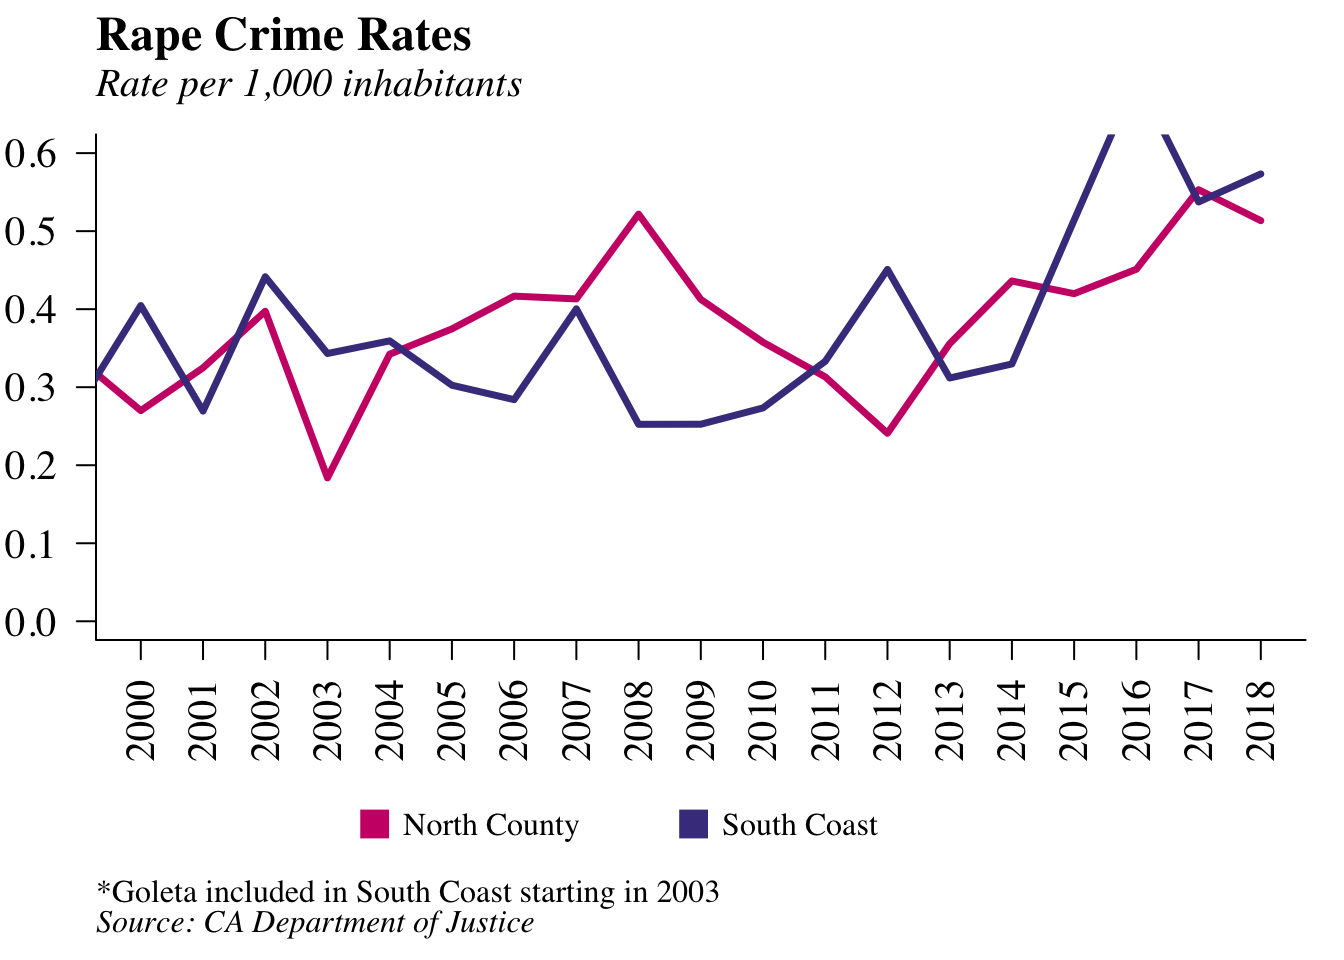 Rape Crime Rates
Rate per 1,000 inhabitants
0.6
0.5
0.4
0.3
0.2
0.1
0.0
2000 2001 2002 2003 2004 2005 2006 2007 2008 2009 2010 2011 2012 2013 2014 2015 2016 2017 2018
North County South Coast
*Goleta included in South Coast starting in 2003
Source: CA Department of Justice